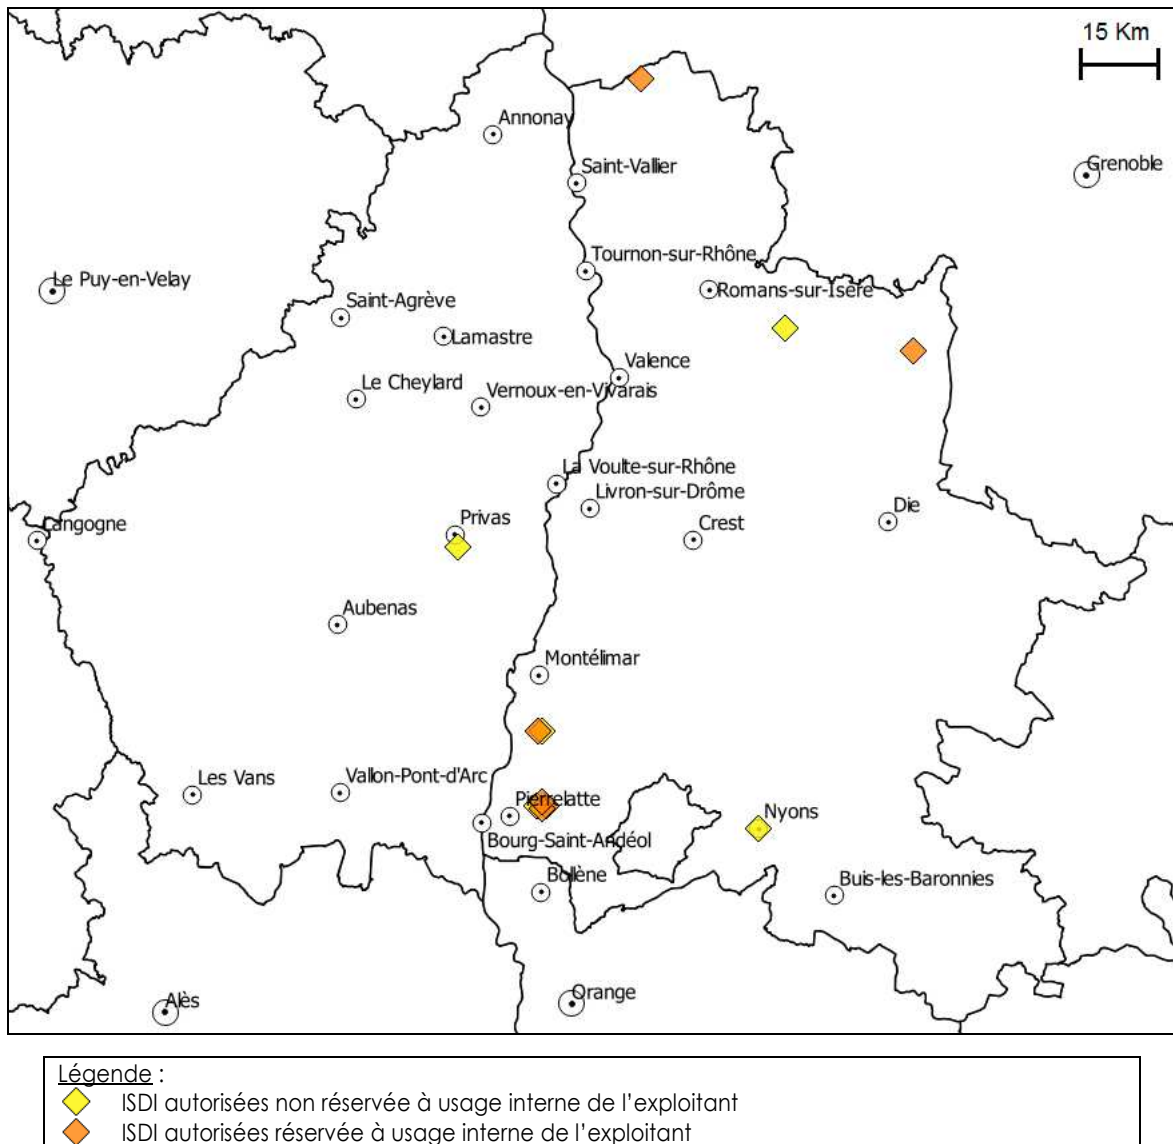 15 Km
Annonay
Saint-Vallier
Grenoble
Tournon-sur-Rhône
Le Puy-en-Velay
Romans-sur-Isère
Saint-Agrève
Lamastre
Valence
Le Cheylard
Vernoux-en-Vivarais
La Voulte-sur-Rhône
Livron-sur-Drôme
Die
Privas
Crest
Langogne
Aubenas
Montélimar
Les Vans
Vallon-Pont-d'Arc
Pierrelatte
Nyons
Bourg-Saint-Andéol
Bollène
Buis-les-Baronnies
Alès
Orange
Légende :
ISDI autorisées non réservée à usage interne de l'exploitant
ISDI autorisées réservée à usage interne de l'exploitant